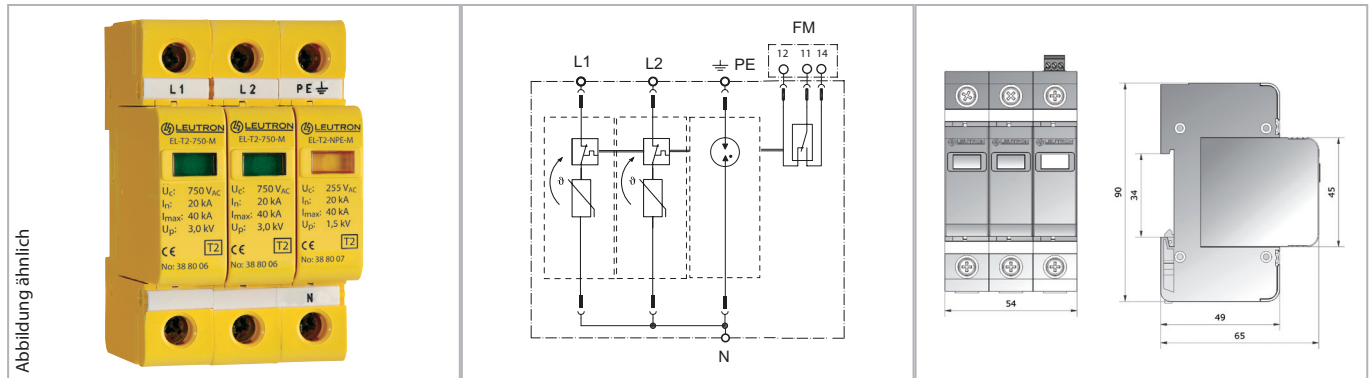 Abbildung ähnlich
L1 L2 PE
LEUTRON LEUTRON LEUTRON
EL-T2-750-M EL-T2-750-M EL-T2-NPE-M
Uc: 750 VAC Uc: 750 VAC Uc: 255 VAC
In: 20 kA In: 20 kA In: 20 kA
Imax: 40 kA Imax: 40 kA Imax: 40 kA
Up: 3,0 kV Up: 3,0 kV Up: 1,5 kV
CE T2 CE T2 CE T2
No: 38 80 06 No: 38 80 06 No: 38 80 07
N
FM
12 11 14
L1 L2 PE
ϑ ϑ
N
LEUTRON LEUTRON LEUTRON
54
90
34
45
49
65